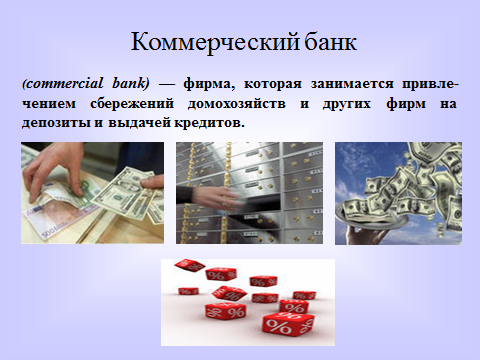 Коммерческий банк
(commercial bank) — фирма, которая занимается привле-
чением сбережений домохозяйств и других фирм на
депозиты и выдачей кредитов.